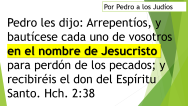 Por Pedro a los Judíos
Pedro les dijo: Arrepentíos, y
bautícese cada uno de vosotros
en el nombre de Jesucristo
para perdón de los pecados; y
recibiréis el don del Espíritu
Santo. Hch. 2:38